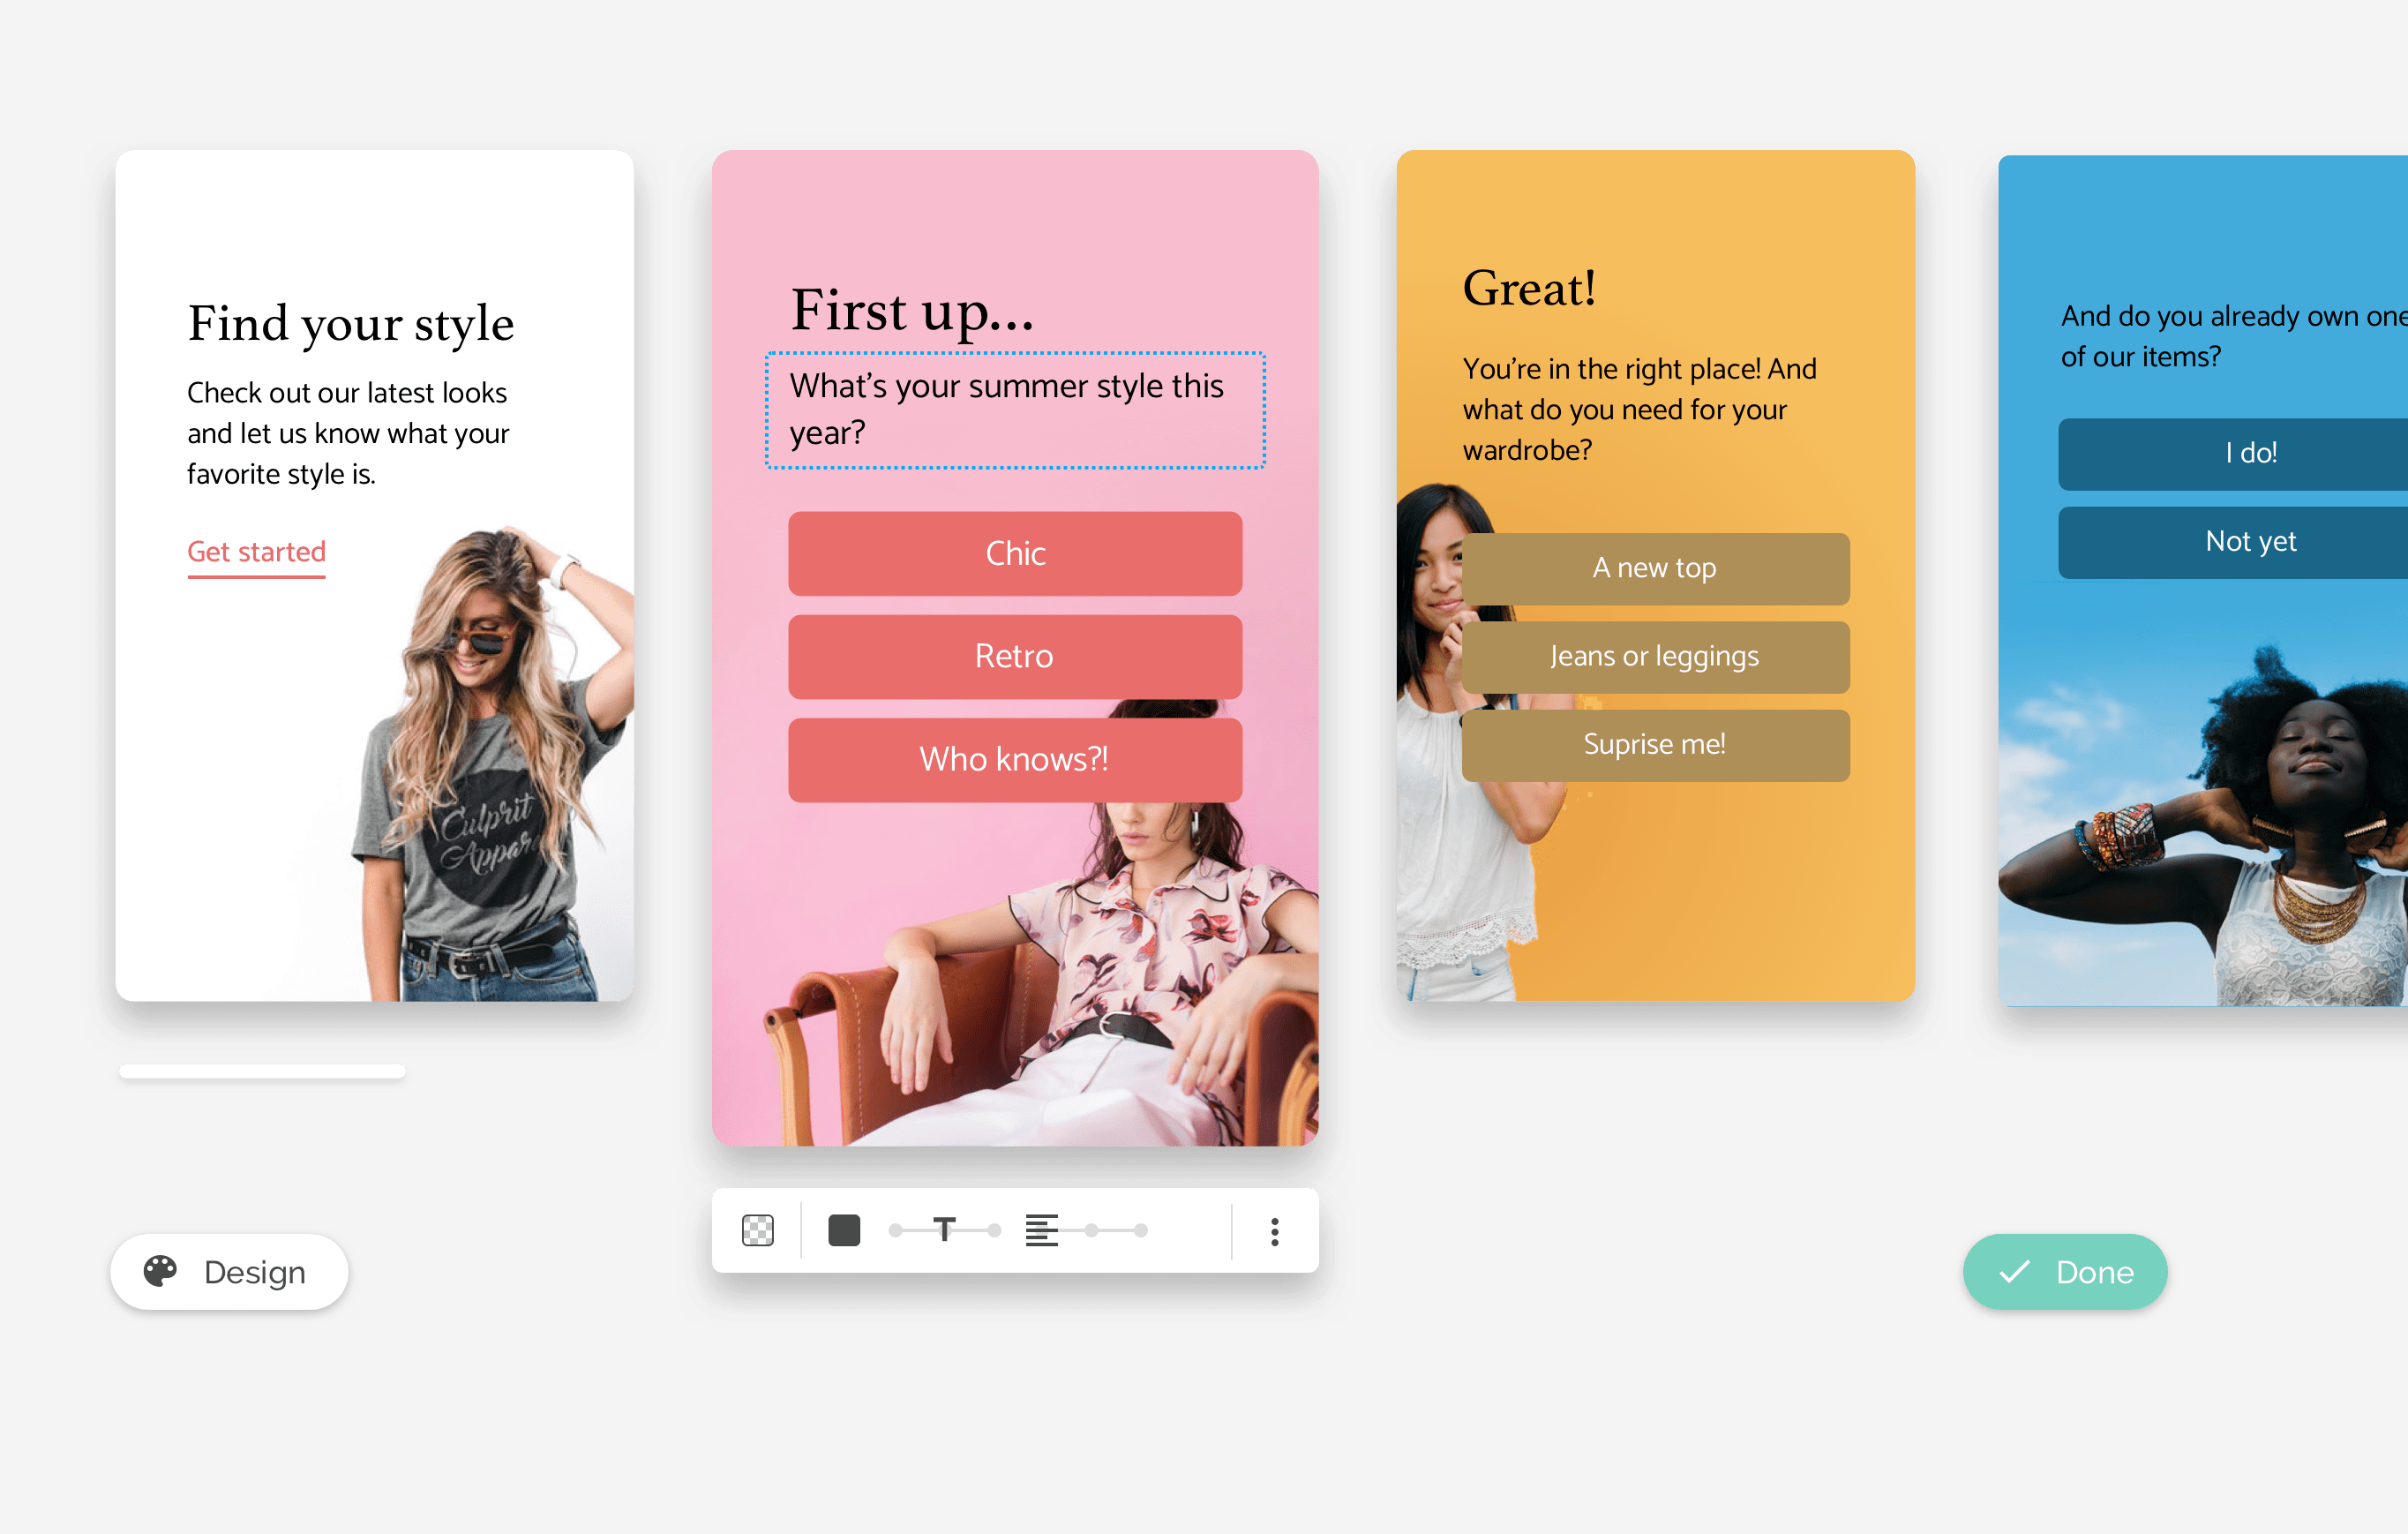 Find your style
Check out our latest looks
and let us know what your
favorite style is.
Get started
Culprit
First up...
What's your summer style this
year?
Chic
Retro
Who knows?!
Great!
You're in the right place! And
what do you need for your
wardrobe?
A new top
Jeans or leggings
Suprise me!
And do you already own one
of our items?
I do!
Not yet
Design
T
Done